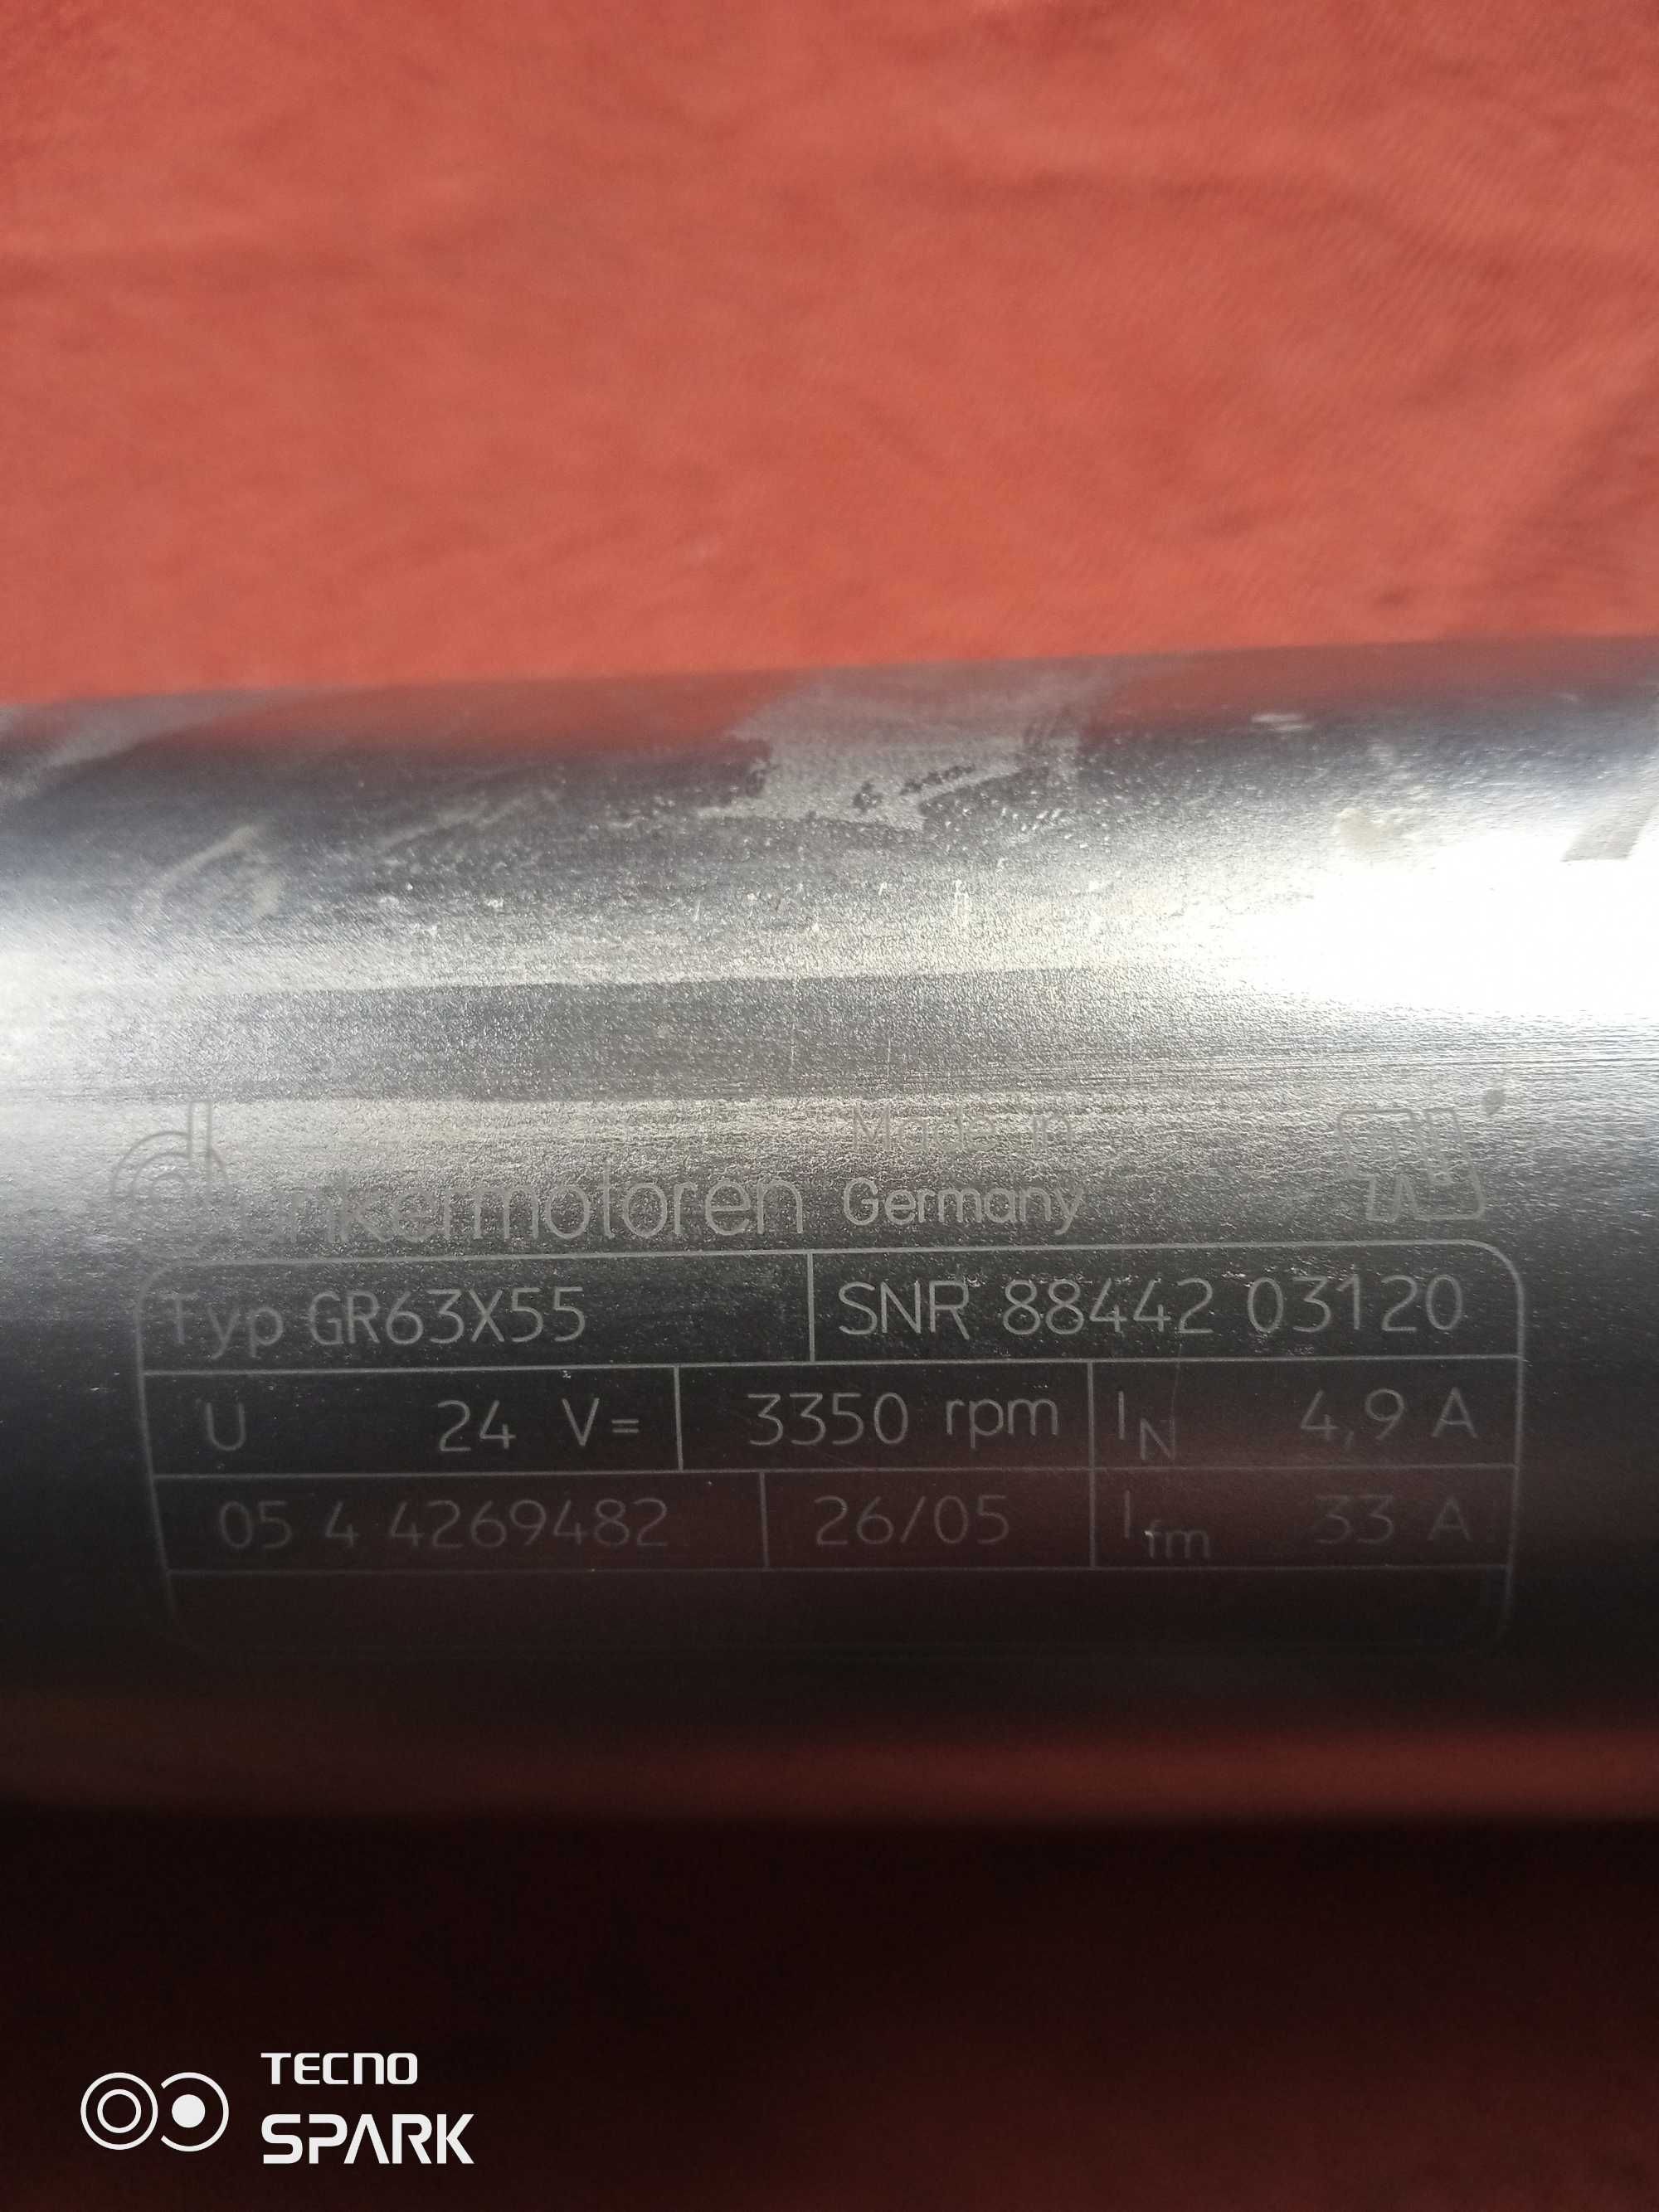 dunkermotoren Made in Germany
Typ GR63X55 SNR 88442 03120
U 24 V= 3350 rpm IN 4,9 A
05 4 4269482 26/05 Ifm 33 A
TECNO
SPARK